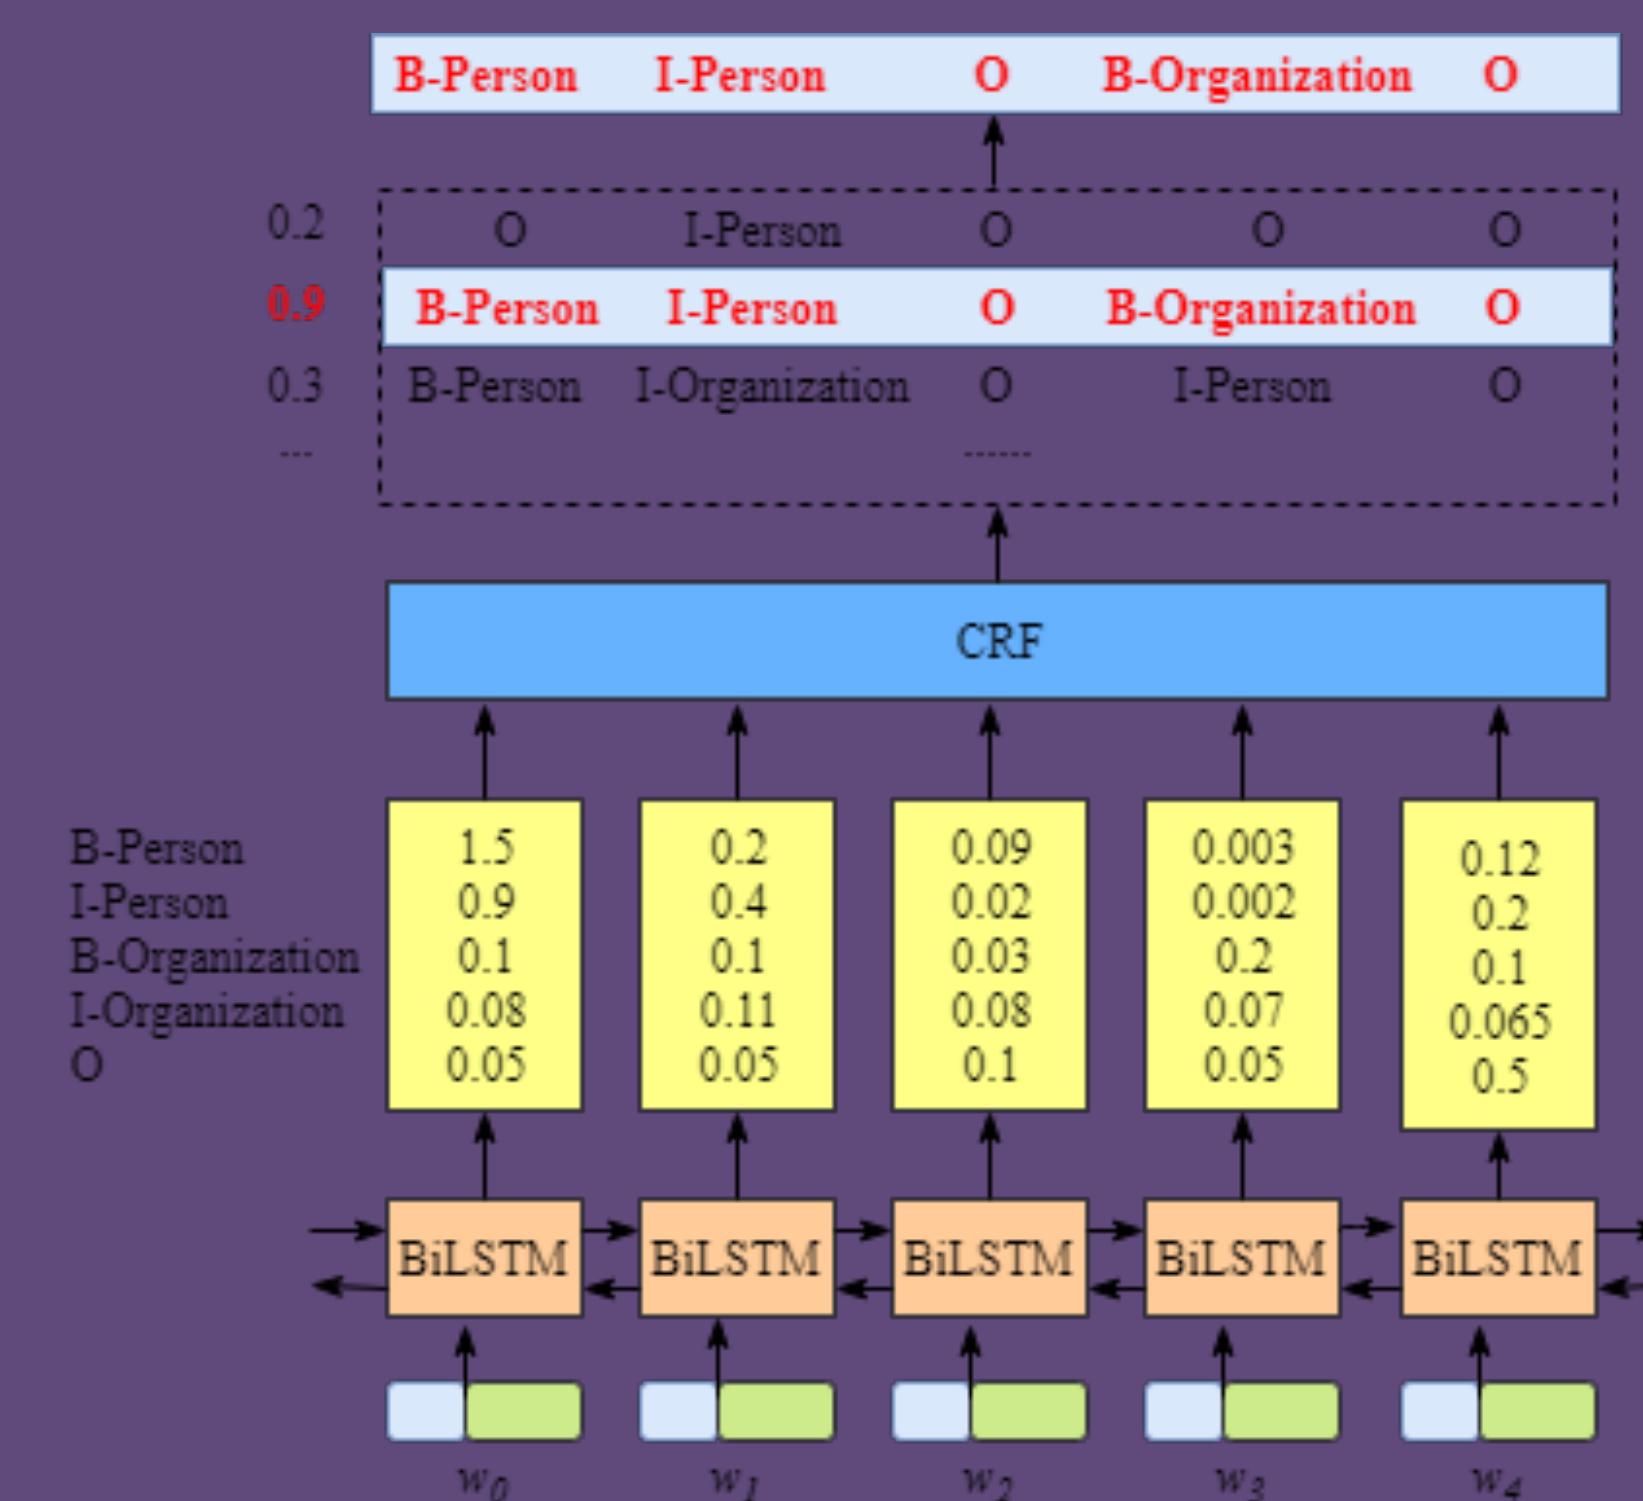 B-Person I-Person O B-Organization O
0.2 O I-Person O O O
0.9 B-Person I-Person O B-Organization O
0.3 B-Person I-Organization O I-Person O
--- ------
CRF
B-Person 1.5 0.2 0.09 0.003 0.12
I-Person 0.9 0.4 0.02 0.002 0.2
B-Organization 0.1 0.1 0.03 0.2 0.1
I-Organization 0.08 0.11 0.08 0.07 0.065
O 0.05 0.05 0.1 0.05 0.5
BiLSTM BiLSTM BiLSTM BiLSTM BiLSTM
w0 w1 w2 w3 w4